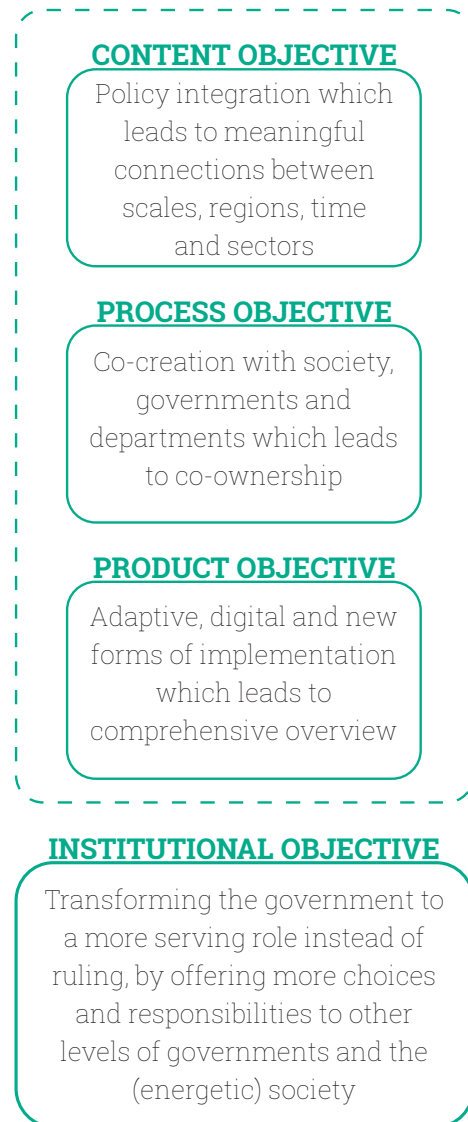 CONTENT OBJECTIVE
Policy integration which
leads to meaningful
connections between
scales, regions, time
and sectors
PROCESS OBJECTIVE
Co-creation with society,
governments and
departments which leads
to co-ownership
PRODUCT OBJECTIVE
Adaptive, digital and new
forms of implementation
which leads to
comprehensive overview
INSTITUTIONAL OBJECTIVE
Transforming the government to
a more serving role instead of
ruling, by offering more choices
and responsibilities to other
levels of governments and the
(energetic) society